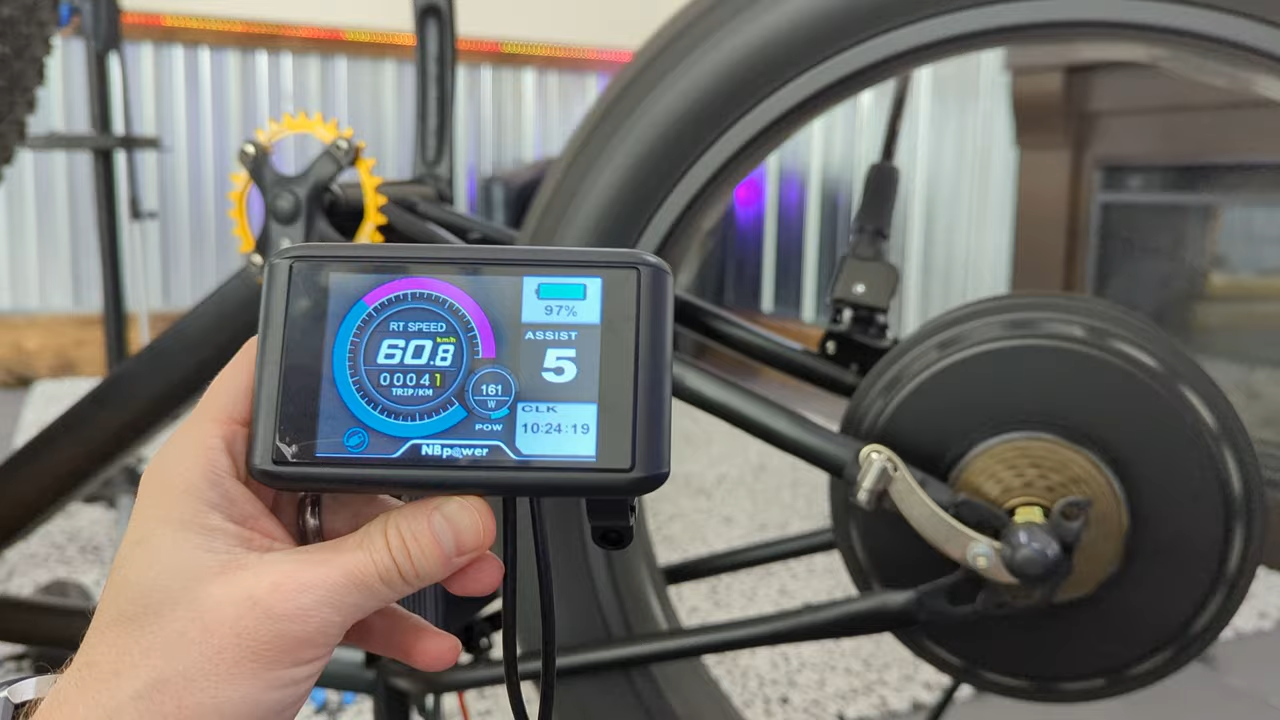 RT SPEED
km/h
60.8
00041
TRIP/KM
161
W
POW
97%
ASSIST
5
CLK
10:24:19
NBpower